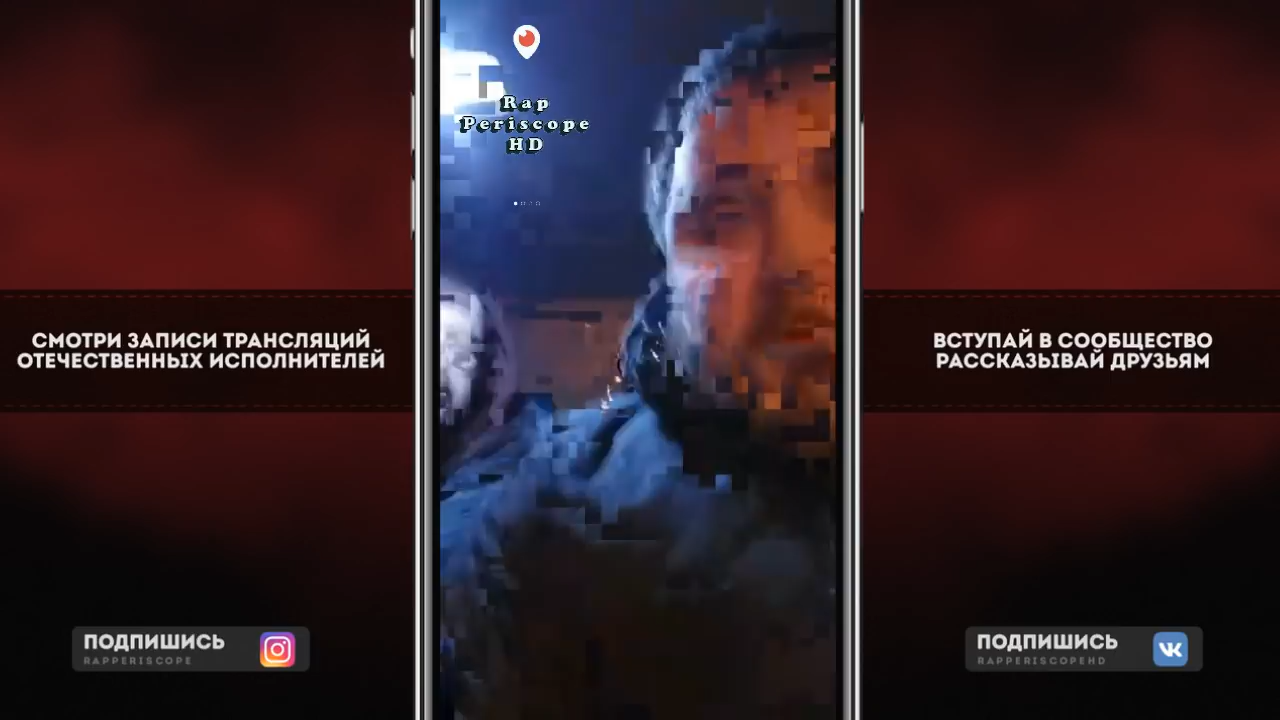 Rap
Periscope
HD
СМОТРИ ЗАПИСИ ТРАНСЛЯЦИЙ
ОТЕЧЕСТВЕННЫХ ИСПОЛНИТЕЛЕЙ
ВСТУПАЙ В СООБЩЕСТВО
РАССКАЗЫВАЙ ДРУЗЬЯМ
ПОДПИШИСЬ
RAPPERISCOPE
ПОДПИШИСЬ
RAPPERISCOPEHD